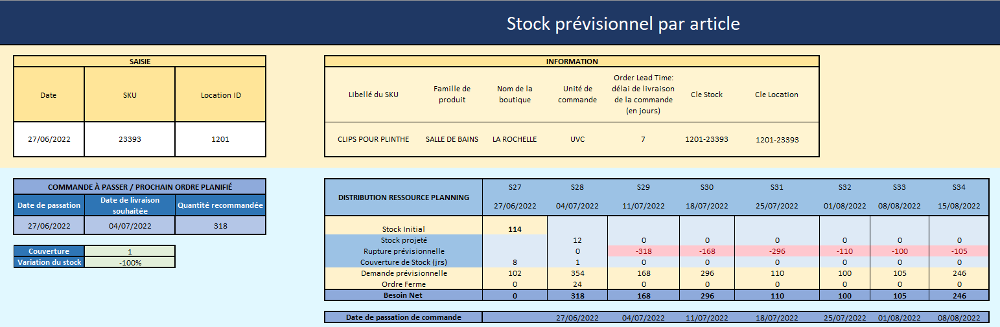 Stock prévisionnel par article
SAISIE
Date SKU Location ID
27/06/2022 23393 1201
INFORMATION
Libellé du SKU
Famille de
produit
Nom de la
boutique
Unité de
commande
Order Lead Time:
délai de livraison
de la commande
(en jours)
Cle Stock
Cle Location
CLIPS POUR PLINTHE SALLE DE BAINS LA ROCHELLE UVC 7 1201-23393 1201-23393
COMMANDE À PASSER / PROCHAIN ORDRE PLANIFIÉ
Date de passation
Date de livraison
souhaitée
Quantité recommandée
27/06/2022 04/07/2022 318
Couverture 1
Variation du stock -100%
DISTRIBUTION RESSOURCE PLANNING
S27 S28 S29 S30 S31 S32 S33 S34
27/06/2022 04/07/2022 11/07/2022 18/07/2022 25/07/2022 01/08/2022 08/08/2022 15/08/2022
Stock Initial 114
Stock projeté 12 0 0 0 0 0 0
Rupture prévisionnelle 0 -318 -168 -296 -110 -100 -105
Couverture de Stock (jrs) 8 1 0 0 0 0 0 0
Demande prévisionnelle 102 354 168 296 110 100 105 246
Ordre Ferme 0 24 0 0 0 0 0 0
Besoin Net 0 318 168 296 110 100 105 246
Date de passation de commande 27/06/2022 04/07/2022 11/07/2022 18/07/2022 25/07/2022 01/08/2022 08/08/2022